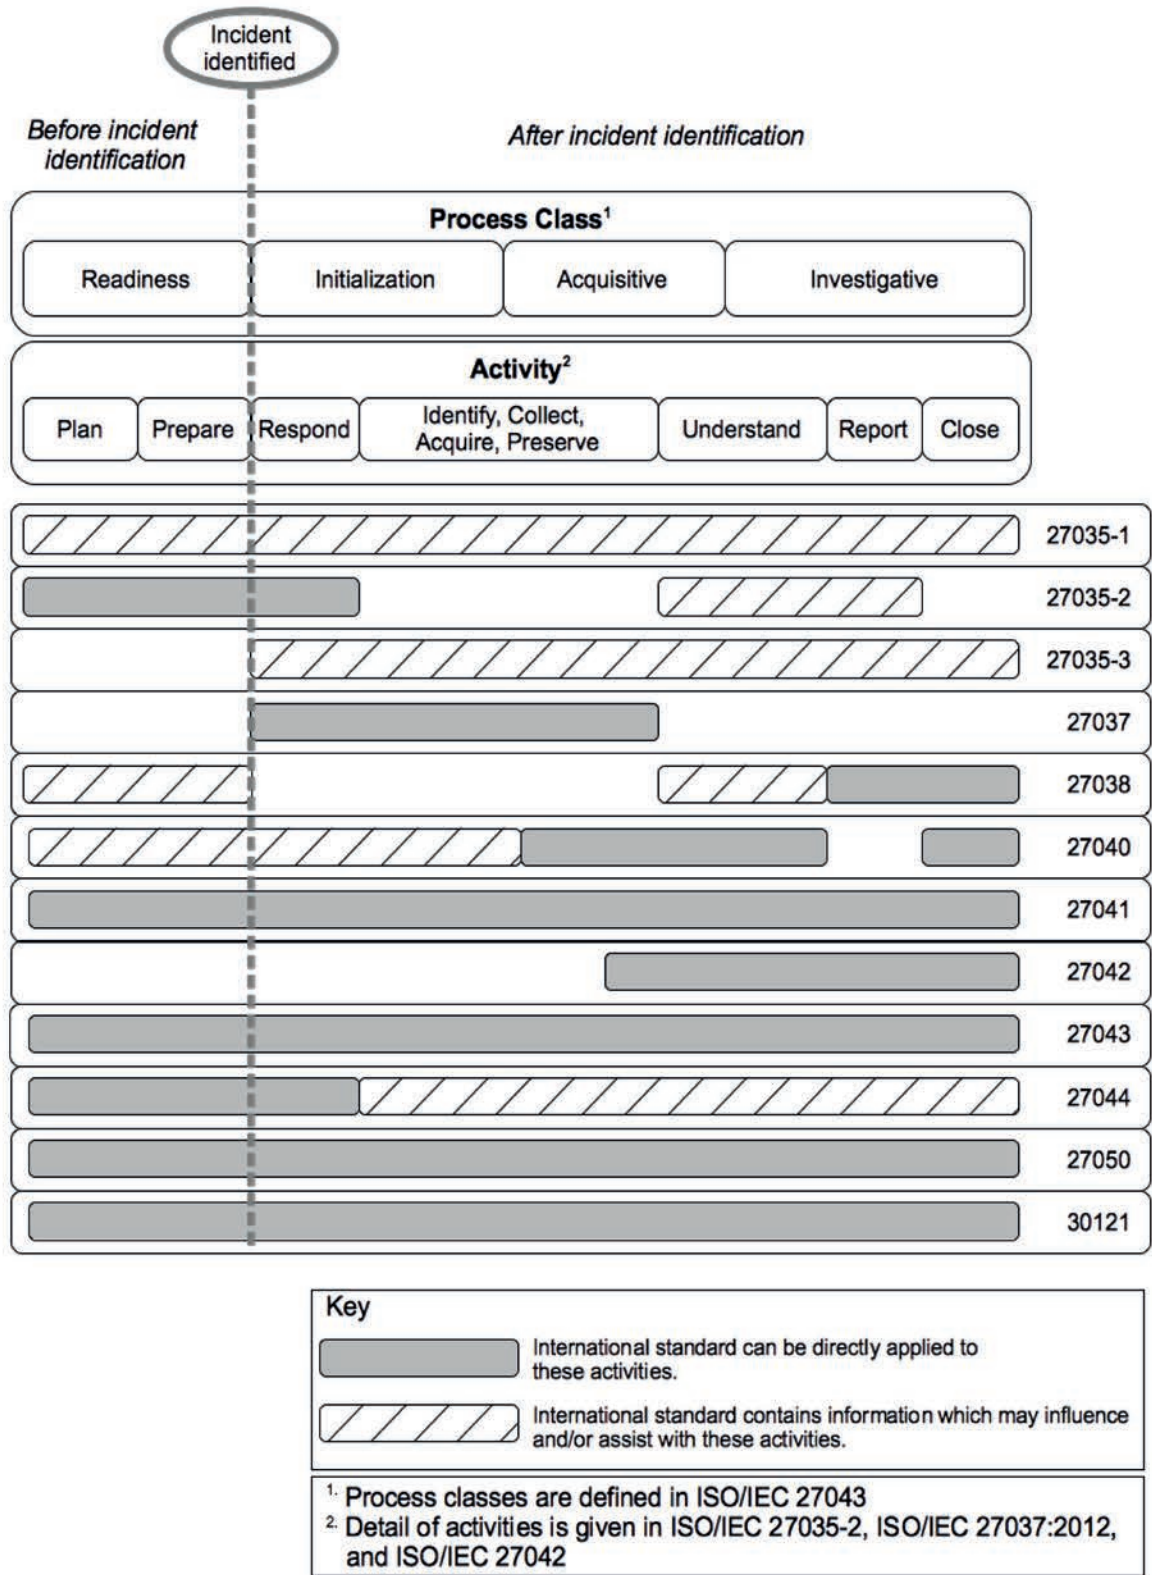 Incident
identified
Before incident
identification
After incident identification
Process Class¹
Readiness
Initialization
Acquisitive
Investigative
Activity²
Plan
Prepare
Respond
Identify, Collect,
Acquire, Preserve
Understand
Report
Close
27035-1
27035-2
27035-3
27037
27038
27040
27041
27042
27043
27044
27050
30121
Key
International standard can be directly applied to
these activities.
International standard contains information which may influence
and/or assist with these activities.
1. Process classes are defined in ISO/IEC 27043
2. Detail of activities is given in ISO/IEC 27035-2, ISO/IEC 27037:2012,
and ISO/IEC 27042